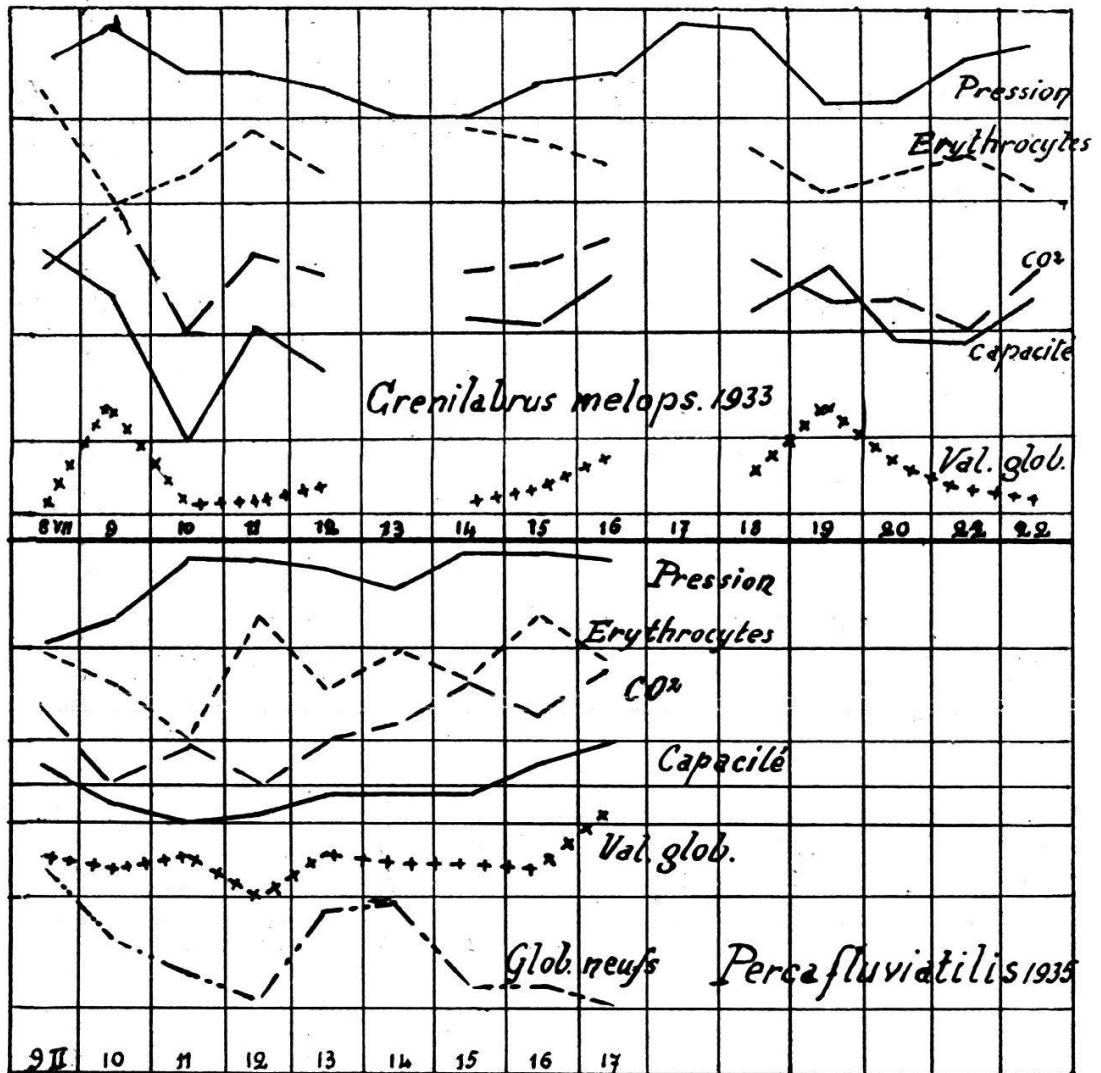 Pression
Erythrocytes
CO²
Capacité
Crenilabrus melops. 1933
Val. glob.
8 VII 9 10 11 12 13 14 15 16 17 18 19 20 21 22
Pression
Erythrocytes
CO²
Capacité
Val. glob.
Glob. neufs
Perca fluviatilis 1935
9 II 10 11 12 13 14 15 16 17